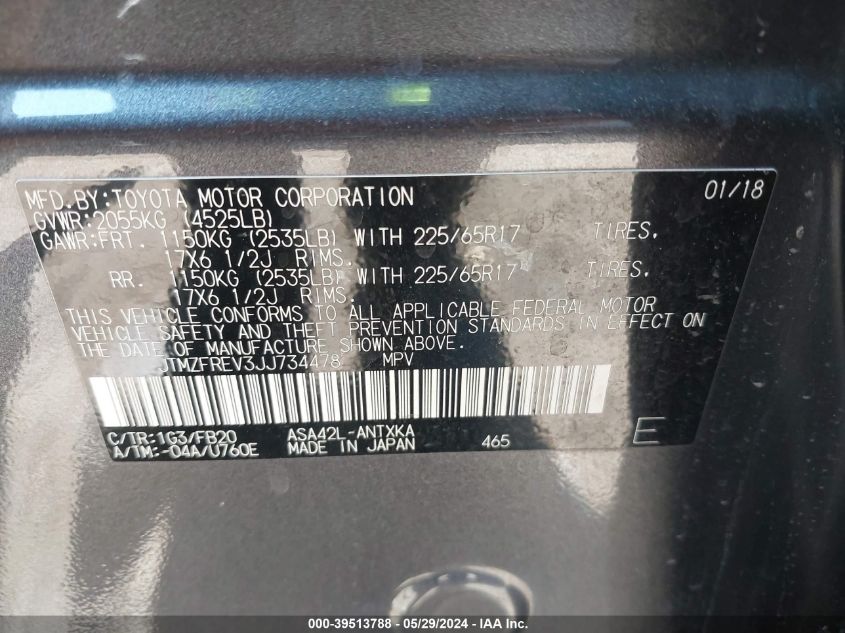 MFD.BY:TOYOTA MOTOR CORPORATION 01/18
GVWR:2055KG (4525LB)
GAWR:FRT. 1150KG (2535LB) WITH 225/65R17 TIRES,
17X6 1/2J RIMS.
RR. 1150KG (2535LB) WITH 225/65R17 TIRES,
17X6 1/2J RIMS.
THIS VEHICLE CONFORMS TO ALL APPLICABLE FEDERAL MOTOR
VEHICLE SAFETY AND THEFT PREVENTION STANDARDS IN EFFECT ON
THE DATE OF MANUFACTURE SHOWN ABOVE.
JTMZFREV3JJ734478 MPV
C/TR:1G3/FB20 ASA42L-ANTXKA
A/TM:-04A/U760E MADE IN JAPAN 465 E
000-39513788 - 05/29/2024 - IAA Inc.